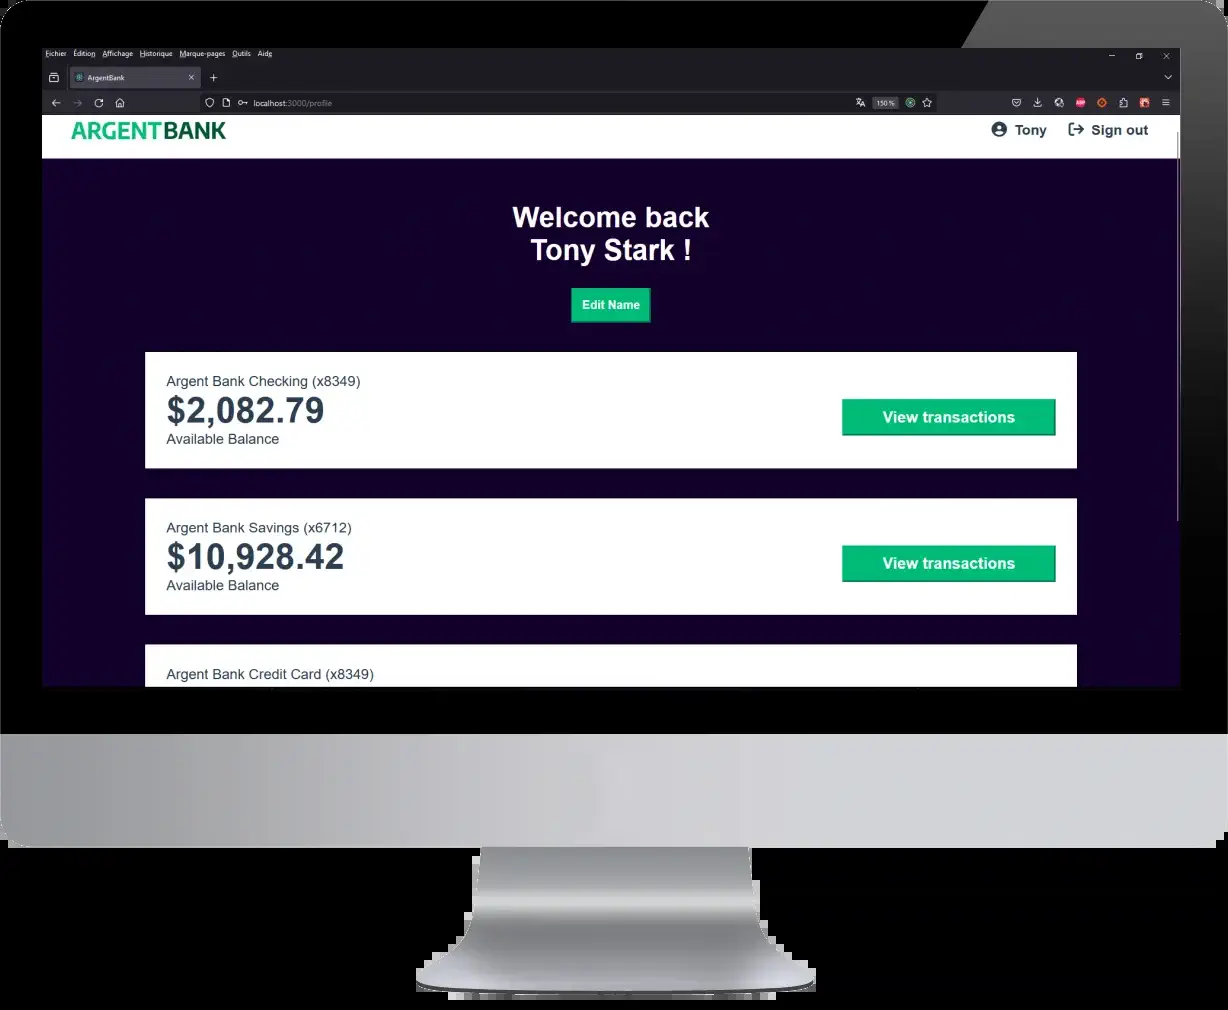 Fichier Édition Affichage Historique Marque-pages Outils Aide
ArgentBank
localhost:3000/profile
150 %
ARGENTBANK
Tony Sign out
Welcome back
Tony Stark !
Edit Name
Argent Bank Checking (x8349)
$2,082.79
Available Balance
View transactions
Argent Bank Savings (x6712)
$10,928.42
Available Balance
View transactions
Argent Bank Credit Card (x8349)